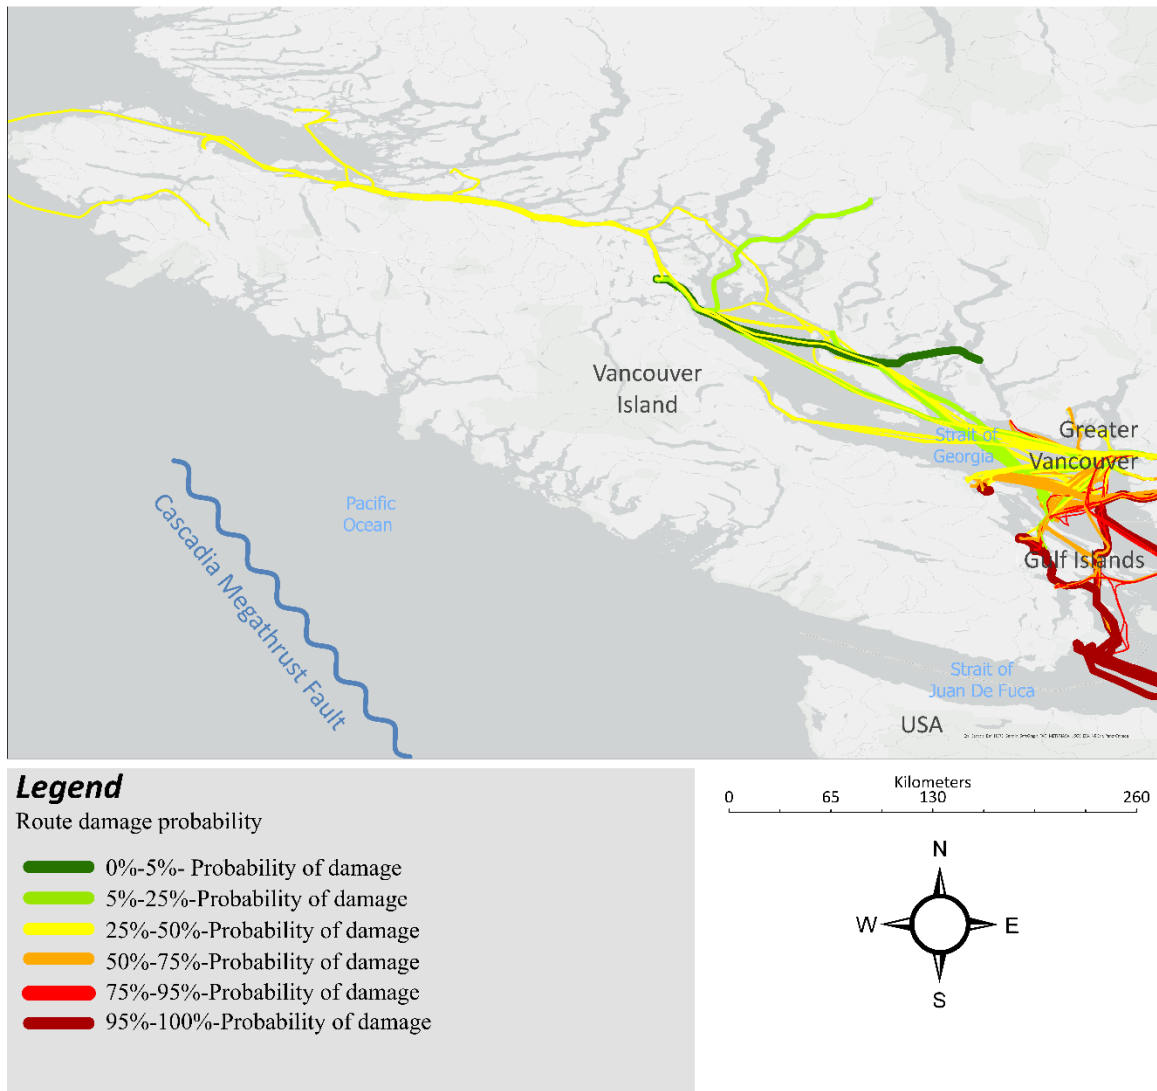 Vancouver
Island
Strait of
Georgia
Greater
Vancouver
Pacific
Ocean
Cascadia Megathrust Fault
Gulf Islands
Strait of
Juan De Fuca
USA
Legend
Route damage probability
0%-5%- Probability of damage
5%-25%-Probability of damage
25%-50%-Probability of damage
50%-75%-Probability of damage
75%-95%-Probability of damage
95%-100%-Probability of damage
Kilometers
0 65 130 260
N
W E
S